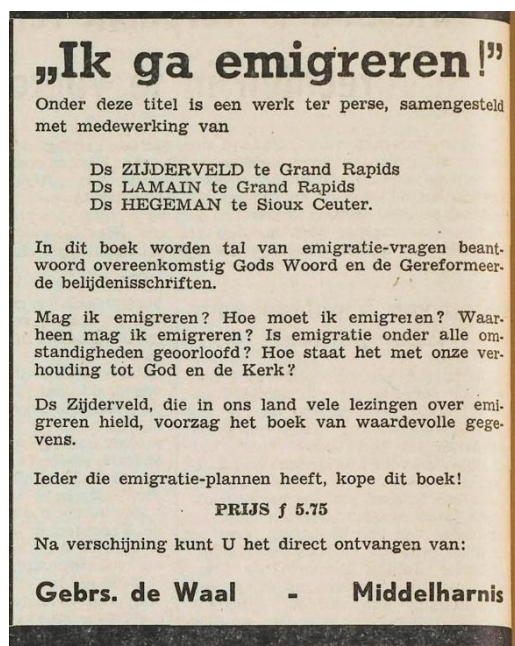 „Ik ga emigreren!”
Onder deze titel is een werk ter perse, samengesteld
met medewerking van
Ds ZIJDERVELD te Grand Rapids
Ds LAMAIN te Grand Rapids
Ds HEGEMAN te Sioux Ceuter.
In dit boek worden tal van emigratie-vragen beant-
woord overeenkomstig Gods Woord en de Gereformeer-
de belijdenisschriften.
Mag ik emigreren? Hoe moet ik emigreren? Waar-
heen mag ik emigreren? Is emigratie onder alle om-
standigheden geoorloofd? Hoe staat het met onze ver-
houding tot God en de Kerk?
Ds Zijderveld, die in ons land vele lezingen over emi-
greren hield, voorzag het boek van waardevolle gege-
vens.
Ieder die emigratie-plannen heeft, kope dit boek!
PRIJS ƒ 5.75
Na verschijning kunt U het direct ontvangen van:
Gebrs. de Waal - Middelharnis